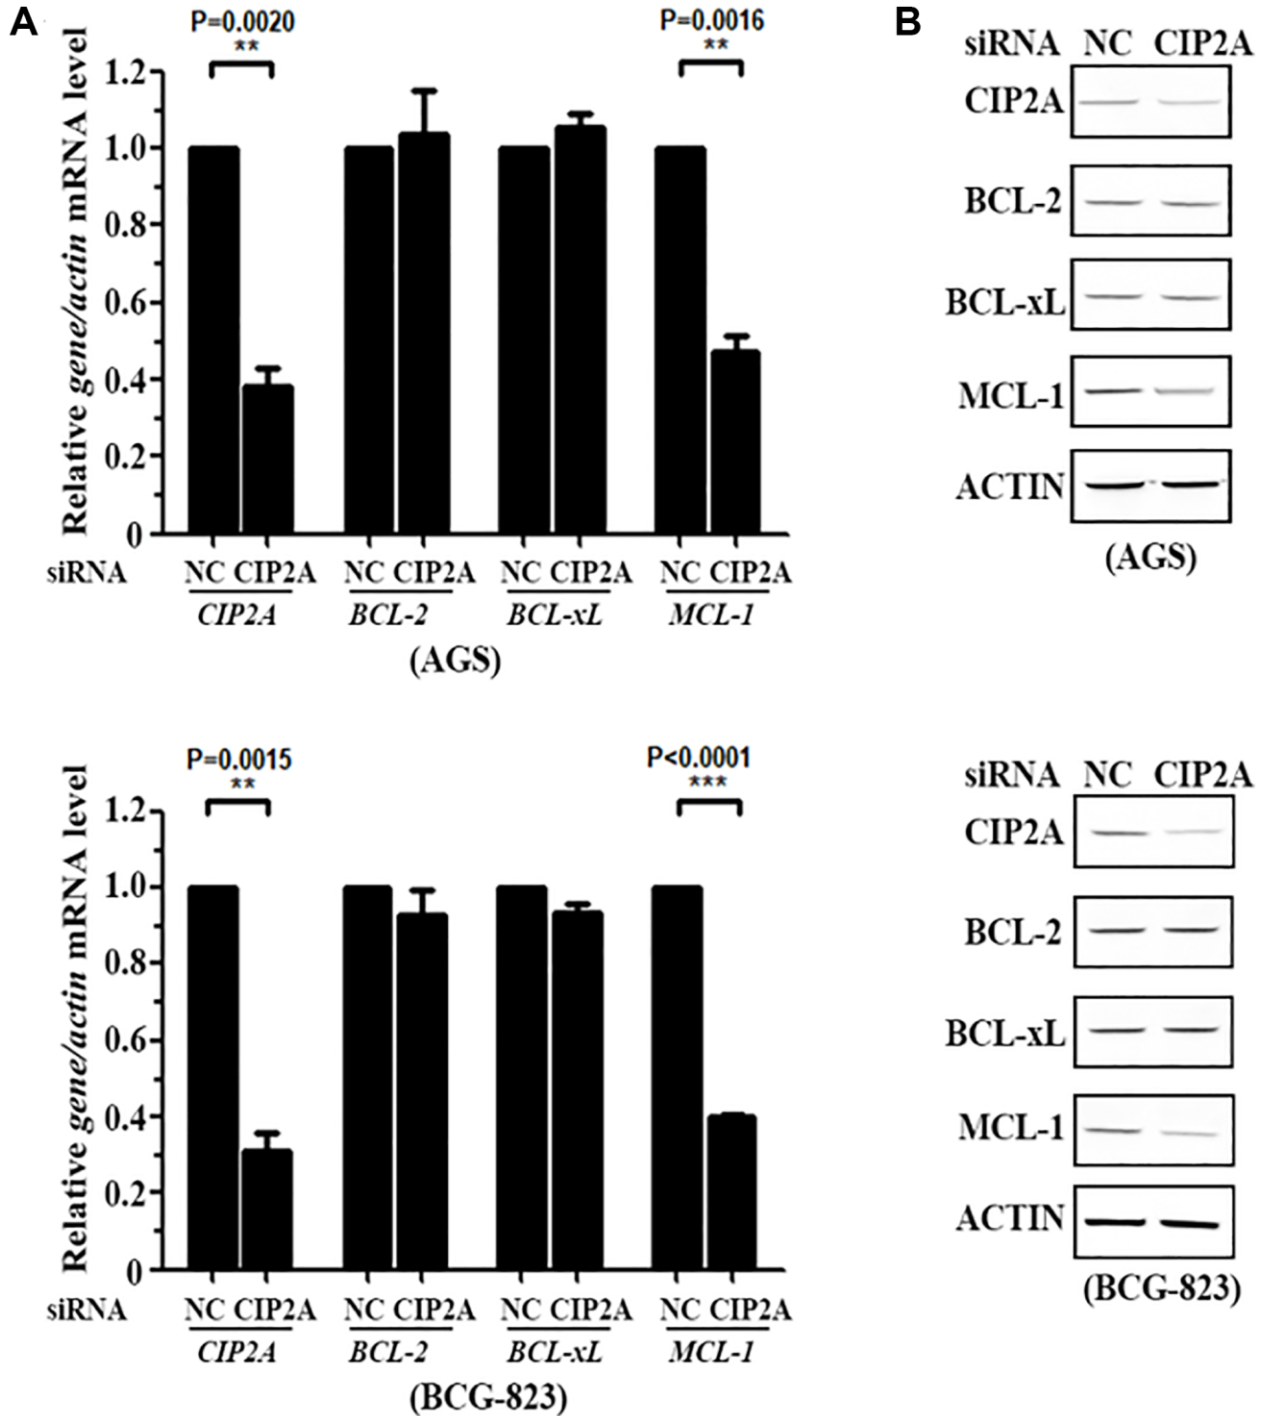 A
P=0.0020
**
P=0.0016
**
Relative gene/actin mRNA level
1.2
1.0
0.8
0.6
0.4
0.2
0
siRNA NC CIP2A NC CIP2A NC CIP2A NC CIP2A
CIP2A BCL-2 BCL-xL MCL-1
(AGS)
P=0.0015
**
P<0.0001
***
Relative gene/actin mRNA level
1.2
1.0
0.8
0.6
0.4
0.2
0
siRNA NC CIP2A NC CIP2A NC CIP2A NC CIP2A
CIP2A BCL-2 BCL-xL MCL-1
(BCG-823)
B
siRNA NC CIP2A
CIP2A
BCL-2
BCL-xL
MCL-1
ACTIN
(AGS)
siRNA NC CIP2A
CIP2A
BCL-2
BCL-xL
MCL-1
ACTIN
(BCG-823)